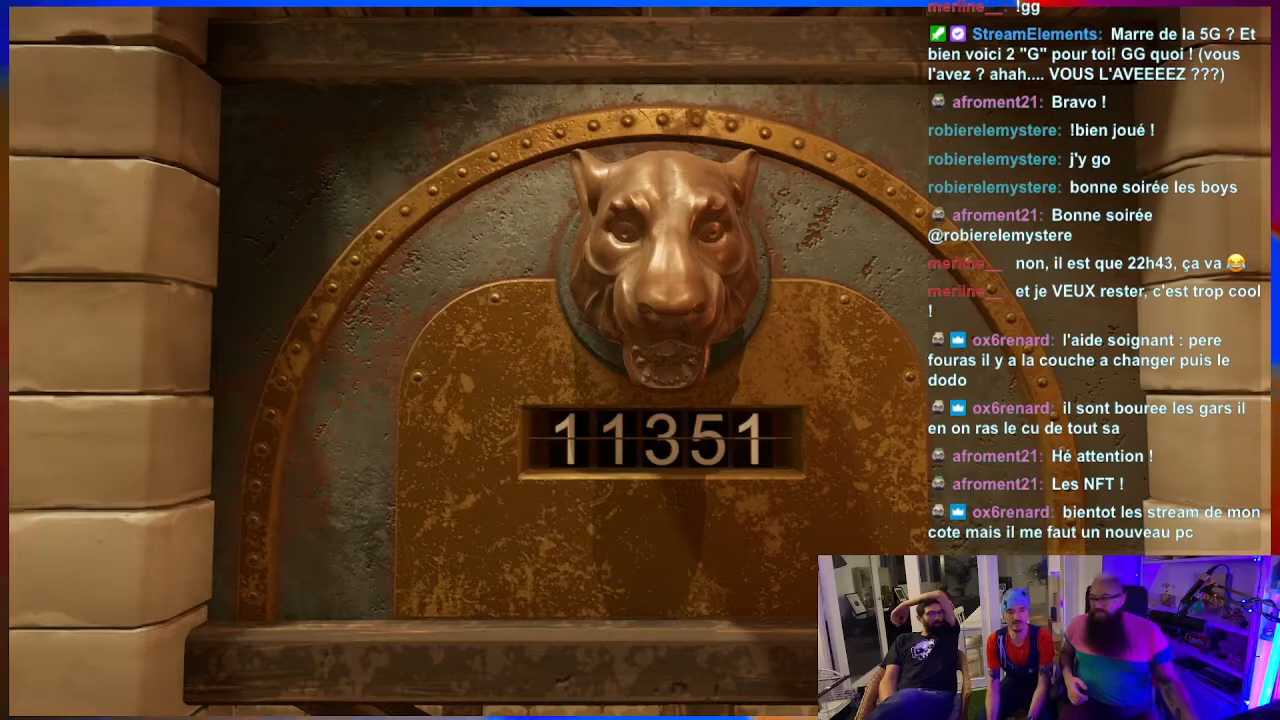 merline__: !gg
StreamElements: Marre de la 5G ? Et
bien voici 2 "G" pour toi! GG quoi ! (vous
l'avez ? ahah.... VOUS L'AVEEEEZ ???)
afroment21: Bravo !
robierelemystere: !bien joué !
robierelemystere: j'y go
robierelemystere: bonne soirée les boys
afroment21: Bonne soirée
@robierelemystere
merline__ non, il est que 22h43, ça va 😂
merline__ et je VEUX rester, c'est trop cool
!
ox6renard: l'aide soignant : pere
fouras il y a la couche a changer puis le
dodo
ox6renard: il sont bouree les gars il
en on ras le cu de tout sa
afroment21: Hé attention !
afroment21: Les NFT !
ox6renard: bientot les stream de mon
cote mais il me faut un nouveau pc
11351